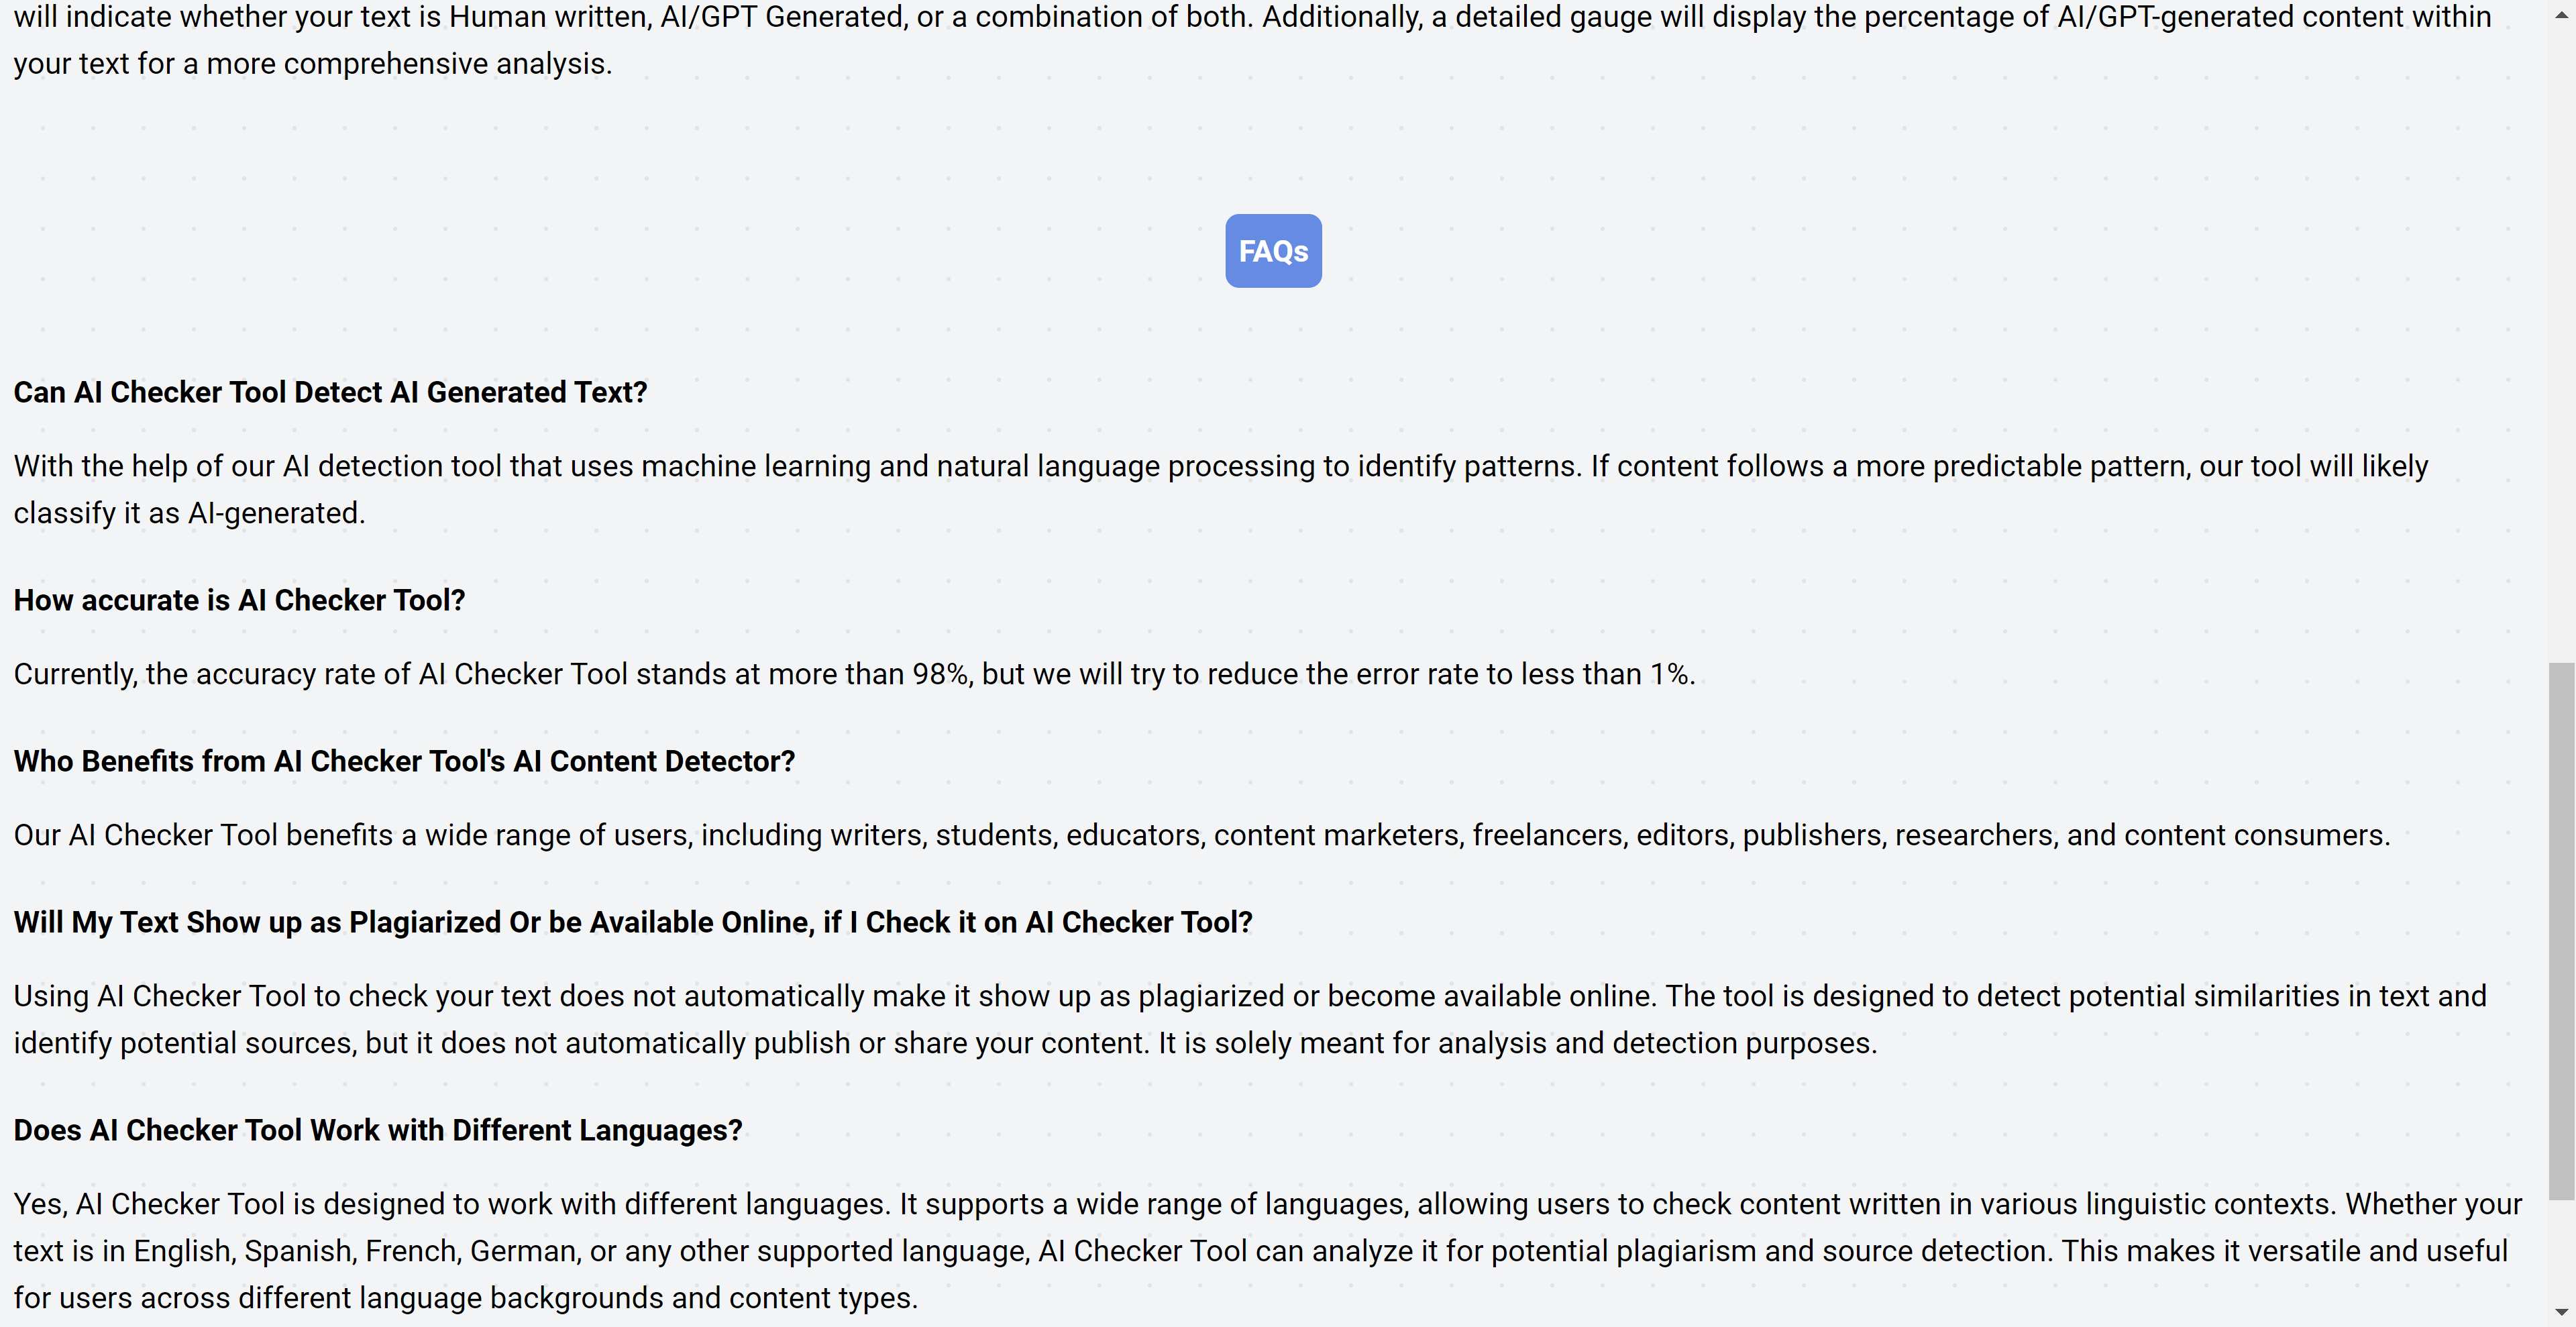 will indicate whether your text is Human written, AI/GPT Generated, or a combination of both. Additionally, a detailed gauge will display the percentage of AI/GPT-generated content within
your text for a more comprehensive analysis.
FAQs
Can AI Checker Tool Detect AI Generated Text?
With the help of our AI detection tool that uses machine learning and natural language processing to identify patterns. If content follows a more predictable pattern, our tool will likely
classify it as AI-generated.
How accurate is AI Checker Tool?
Currently, the accuracy rate of AI Checker Tool stands at more than 98%, but we will try to reduce the error rate to less than 1%.
Who Benefits from AI Checker Tool's AI Content Detector?
Our AI Checker Tool benefits a wide range of users, including writers, students, educators, content marketers, freelancers, editors, publishers, researchers, and content consumers.
Will My Text Show up as Plagiarized Or be Available Online, if I Check it on AI Checker Tool?
Using AI Checker Tool to check your text does not automatically make it show up as plagiarized or become available online. The tool is designed to detect potential similarities in text and
identify potential sources, but it does not automatically publish or share your content. It is solely meant for analysis and detection purposes.
Does AI Checker Tool Work with Different Languages?
Yes, AI Checker Tool is designed to work with different languages. It supports a wide range of languages, allowing users to check content written in various linguistic contexts. Whether your
text is in English, Spanish, French, German, or any other supported language, AI Checker Tool can analyze it for potential plagiarism and source detection. This makes it versatile and useful
for users across different language backgrounds and content types.